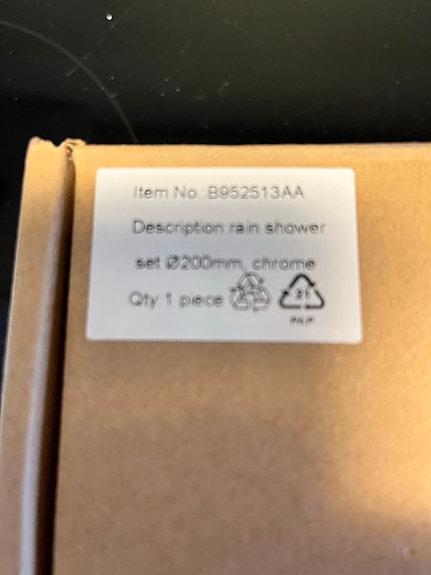 Item No.:B952513AA
Description:rain shower
set Ø200mm, chrome
Qty:1 piece
21
PAP